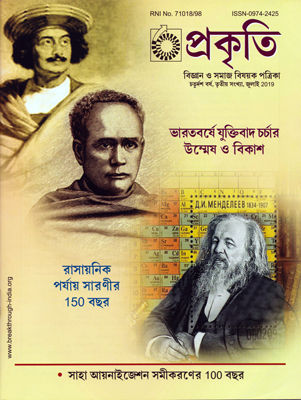 RNI No. 71018/98 ISSN-0974-2425
প্রকৃতি
বিজ্ঞান ও সমাজ বিষয়ক পত্রিকা
চতুর্দশ বর্ষ, তৃতীয় সংখ্যা, জুলাই 2019
ভারতবর্ষে যুক্তিবাদ চর্চার
উন্মেষ ও বিকাশ
Д.И. МЕНДЕЛЕЕВ
1834-1907
রাসায়নিক
পর্যায় সারণীর
150 বছর
www.breakthrough-india.org
• সাহা আয়নাইজেশন সমীকরণের 100 বছর